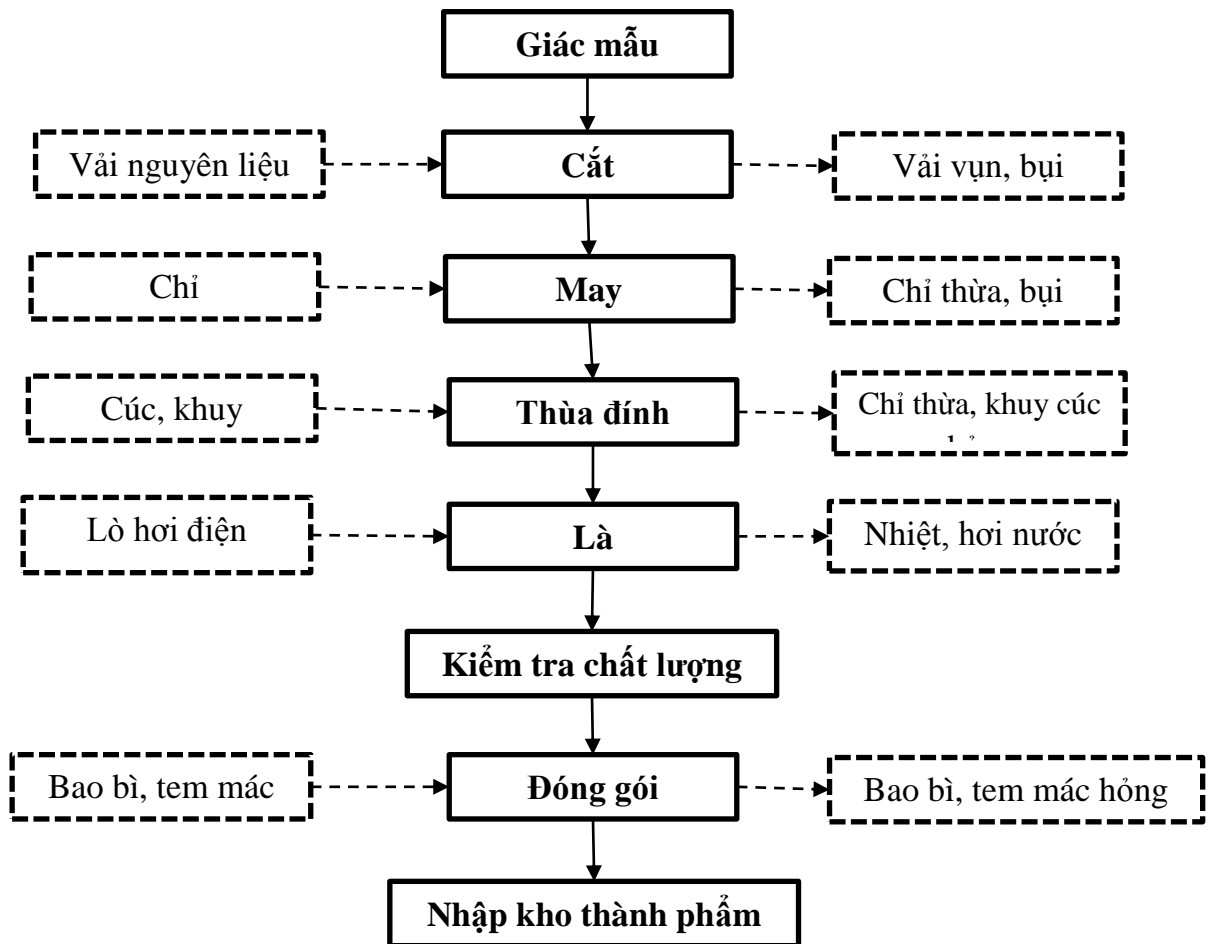 Giác mẫu
Vải nguyên liệu
Cắt
Vải vụn, bụi
Chỉ
May
Chỉ thừa, bụi
Cúc, khuy
Thùa đính
Chỉ thừa, khuy cúc
Lò hơi điện
Là
Nhiệt, hơi nước
Kiểm tra chất lượng
Bao bì, tem mác
Đóng gói
Bao bì, tem mác hỏng
Nhập kho thành phẩm